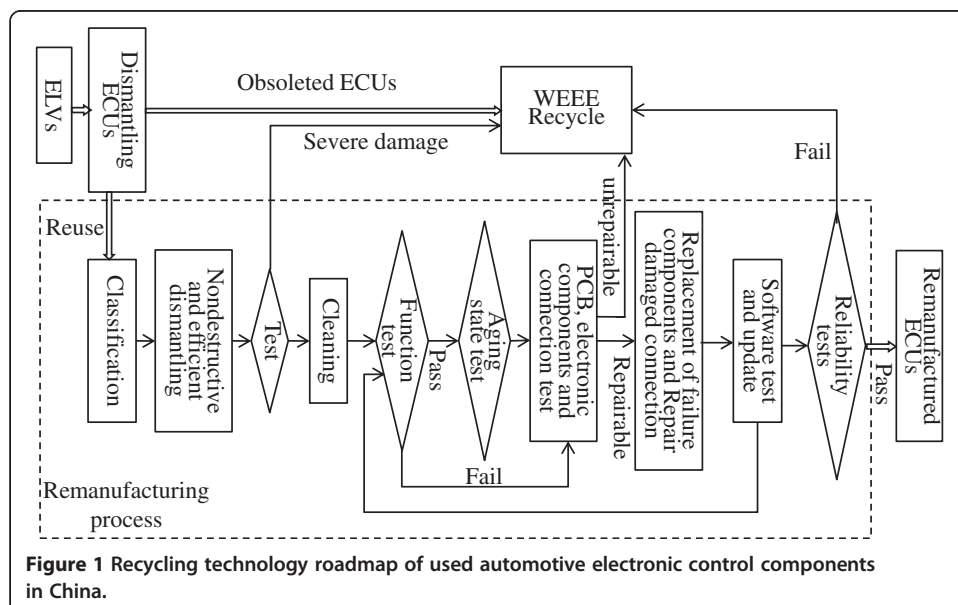 ELVs
Dismantling
ECUs
Obsoleted ECUs
WEEE
Recycle
Severe damage
Fail
Reuse
unrepairable
Classification
Nondestructive
and efficient
dismantling
Test
Cleaning
Function
test
Pass
Aging
state test
PCB, electronic
components and
connection test
Repairable
Replacement of failure
components and Repair
damaged connection
Software test
and update
Reliability
tests
Pass
Remanufactured
ECUs
Fail
Remanufacturing
process
Figure 1 Recycling technology roadmap of used automotive electronic control components
in China.